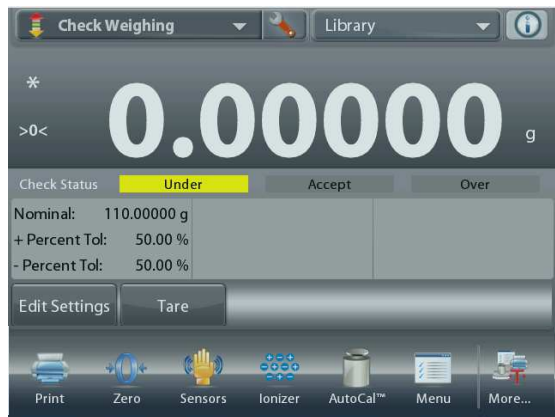 Check Weighing Library
*
>0<
0.00000 g
Check Status Under Accept Over
Nominal: 110.00000 g
+ Percent Tol: 50.00 %
- Percent Tol: 50.00 %
Edit Settings Tare
Print Zero Sensors Ionizer AutoCal™ Menu More...